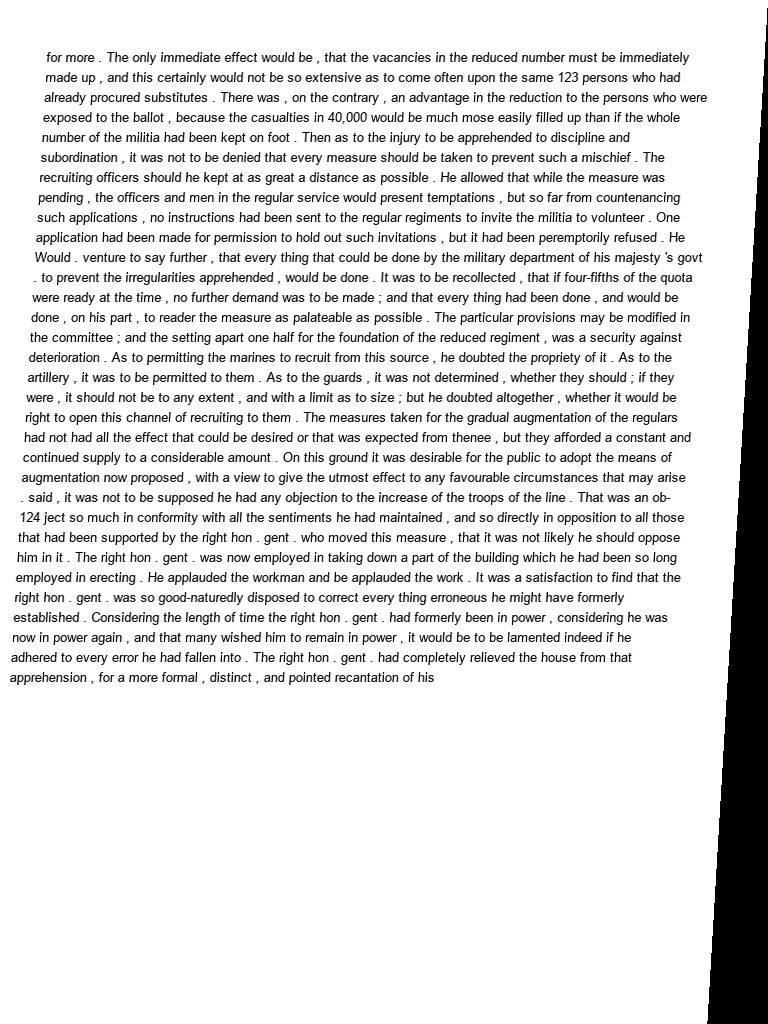 for more . The only immediate effect would be , that the vacancies in the reduced number must be immediately
made up , and this certainly would not be so extensive as to come often upon the same 123 persons who had
already procured substitutes . There was , on the contrary , an advantage in the reduction to the persons who were
exposed to the ballot , because the casualties in 40,000 would be much mose easily filled up than if the whole
number of the militia had been kept on foot . Then as to the injury to be apprehended to discipline and
subordination , it was not to be denied that every measure should be taken to prevent such a mischief . The
recruiting officers should he kept at as great a distance as possible . He allowed that while the measure was
pending , the officers and men in the regular service would present temptations , but so far from countenancing
such applications , no instructions had been sent to the regular regiments to invite the militia to volunteer . One
application had been made for permission to hold out such invitations , but it had been peremptorily refused . He
Would . venture to say further , that every thing that could be done by the military department of his majesty 's govt
. to prevent the irregularities apprehended , would be done . It was to be recollected , that if four-fifths of the quota
were ready at the time , no further demand was to be made ; and that every thing had been done , and would be
done , on his part , to reader the measure as palateable as possible . The particular provisions may be modified in
the committee ; and the setting apart one half for the foundation of the reduced regiment , was a security against
deterioration . As to permitting the marines to recruit from this source , he doubted the propriety of it . As to the
artillery , it was to be permitted to them . As to the guards , it was not determined , whether they should ; if they
were , it should not be to any extent , and with a limit as to size ; but he doubted altogether , whether it would be
right to open this channel of recruiting to them . The measures taken for the gradual augmentation of the regulars
had not had all the effect that could be desired or that was expected from thenee , but they afforded a constant and
continued supply to a considerable amount . On this ground it was desirable for the public to adopt the means of
augmentation now proposed , with a view to give the utmost effect to any favourable circumstances that may arise
. said , it was not to be supposed he had any objection to the increase of the troops of the line . That was an ob-
124 ject so much in conformity with all the sentiments he had maintained , and so directly in opposition to all those
that had been supported by the right hon . gent . who moved this measure , that it was not likely he should oppose
him in it . The right hon . gent . was now employed in taking down a part of the building which he had been so long
employed in erecting . He applauded the workman and be applauded the work . It was a satisfaction to find that the
right hon . gent . was so good-naturedly disposed to correct every thing erroneous he might have formerly
established . Considering the length of time the right hon . gent . had formerly been in power , considering he was
now in power again , and that many wished him to remain in power , it would be to be lamented indeed if he
adhered to every error he had fallen into . The right hon . gent . had completely relieved the house from that
apprehension , for a more formal , distinct , and pointed recantation of his